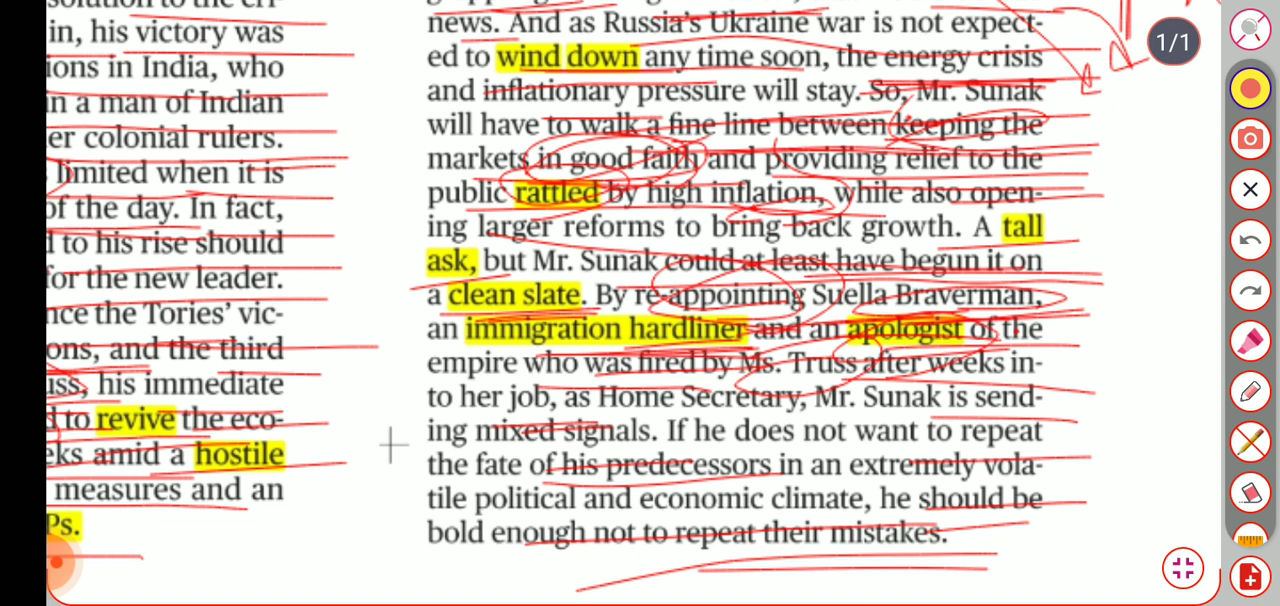 in, his victory was
ions in India, who
n a man of Indian
er colonial rulers.
limited when it is
of the day. In fact,
to his rise should
for the new leader.
nce the Tories’ vic-
ons, and the third
uss, his immediate
to revive the eco-
eks amid a hostile
measures and an
Ps.
news. And as Russia’s Ukraine war is not expect-
ed to wind down any time soon, the energy crisis
and inflationary pressure will stay. So, Mr. Sunak
will have to walk a fine line between keeping the
markets in good faith and providing relief to the
public rattled by high inflation, while also open-
ing larger reforms to bring back growth. A tall
ask, but Mr. Sunak could at least have begun it on
a clean slate. By re-appointing Suella Braverman,
an immigration hardliner and an apologist of the
empire who was fired by Ms. Truss after weeks in-
to her job, as Home Secretary, Mr. Sunak is send-
ing mixed signals. If he does not want to repeat
the fate of his predecessors in an extremely vola-
tile political and economic climate, he should be
bold enough not to repeat their mistakes.
1/1